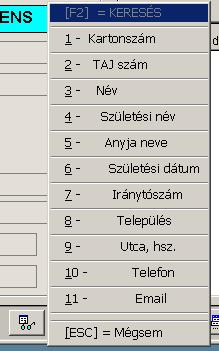 ENS
[F2] = KERESÉS
1 - Kartonszám
2 - TAJ szám
3 - Név
4 - Születési név
5 - Anyja neve
6 - Születési dátum
7 - Iránytószám
8 - Település
9 - Utca, hsz.
10 - Telefon
11 - Email
[ESC] = Mégsem